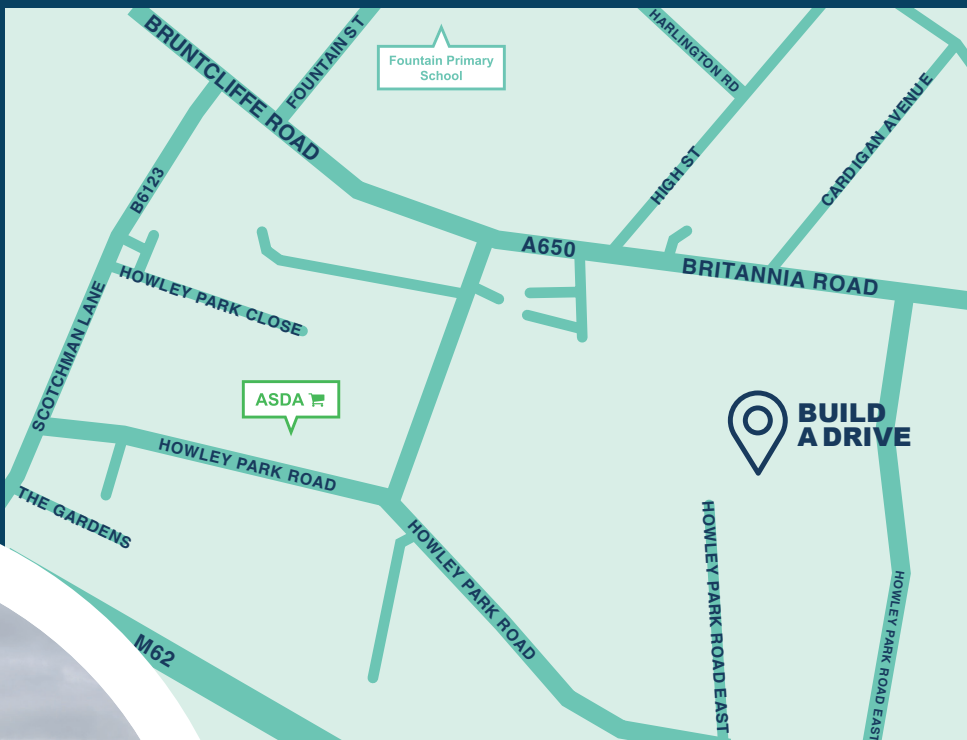 BRUNTCLIFFE ROAD
FOUNTAIN ST
Fountain Primary
School
HARLINGTON RD
HIGH ST
CARDIGAN AVENUE
B6123
A650
BRITANNIA ROAD
HOWLEY PARK CLOSE
SCOTCHMAN LANE
ASDA
BUILD
A DRIVE
HOWLEY PARK ROAD
THE GARDENS
HOWLEY PARK ROAD
HOWLEY PARK ROAD EAST
HOWLEY PARK ROAD EAST
M62